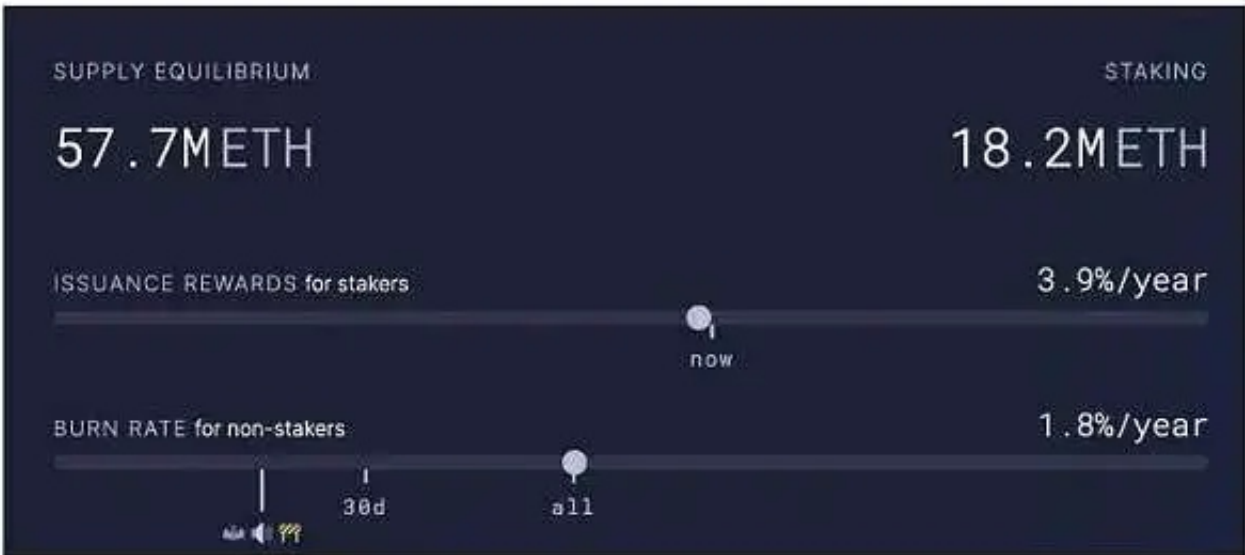 SUPPLY EQUILIBRIUM STAKING
57.7METH 18.2METH
ISSUANCE REWARDS for stakers 3.9%/year
now
BURN RATE for non-stakers 1.8%/year
30d all